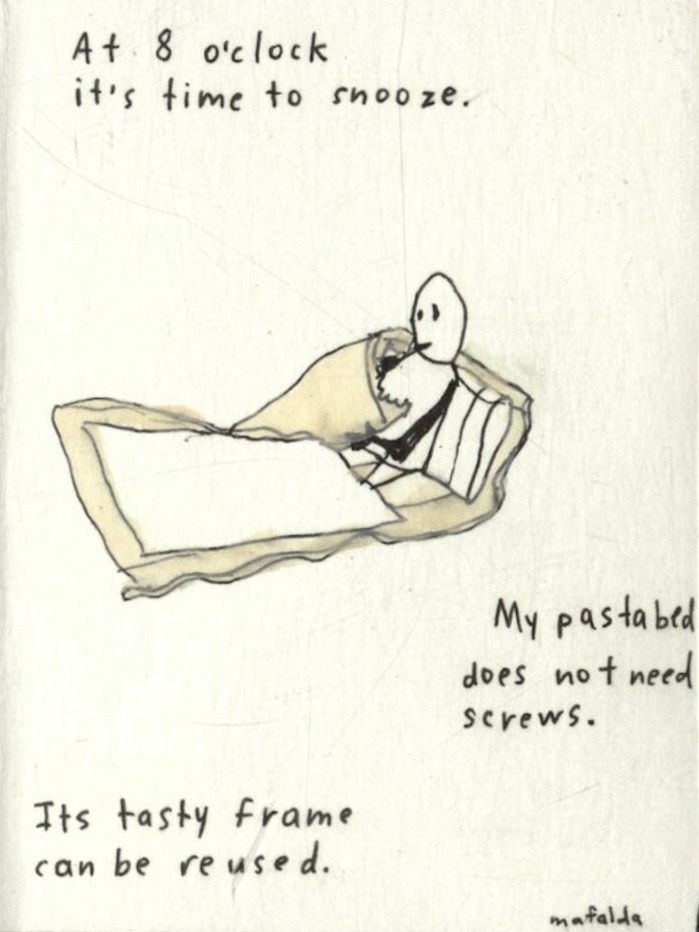 At 8 o'clock
it's time to snooze.
My pastabed
does not need
screws.
Its tasty frame
can be reused.
mafalda